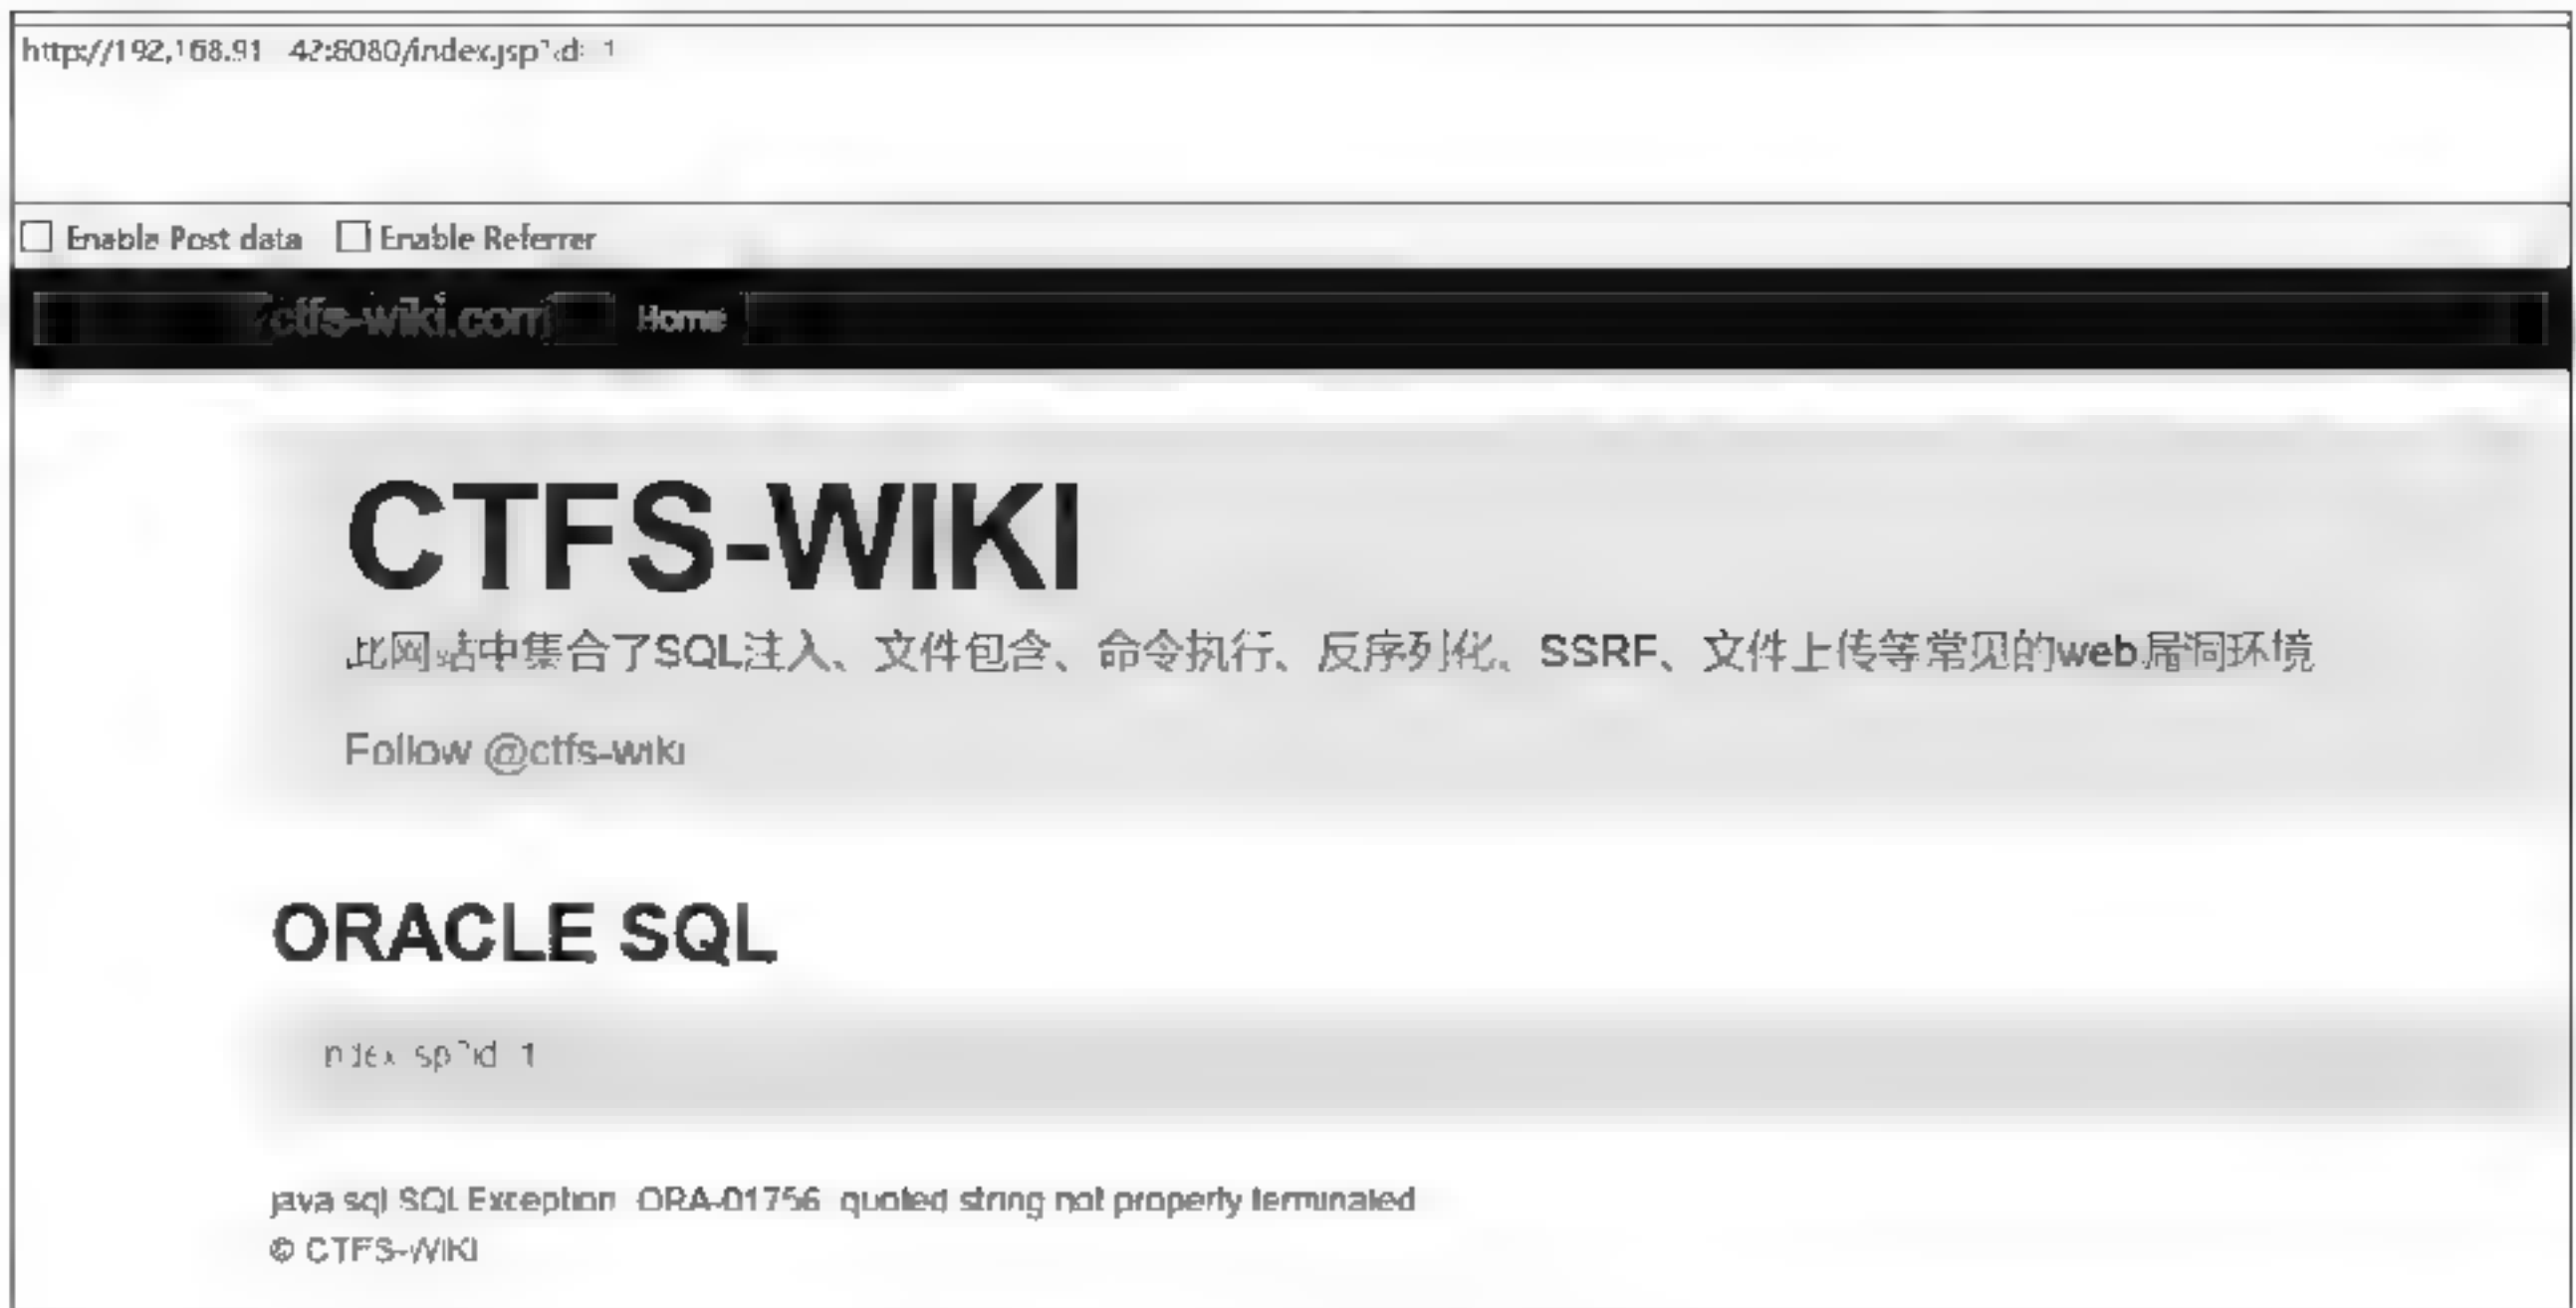 Enable Post data Enable Referrer
ctfs-wiki.com Home
CTFS-WIKI
此网站中集合了SQL注入、文件包含、命令执行、反序列化、SSRF、文件上传等常见的web漏洞环境
Follow @ctfs-wiki
ORACLE SQL
java sql SQLException ORA-01756 quoted string not properly terminated
© CTFS-WIKI